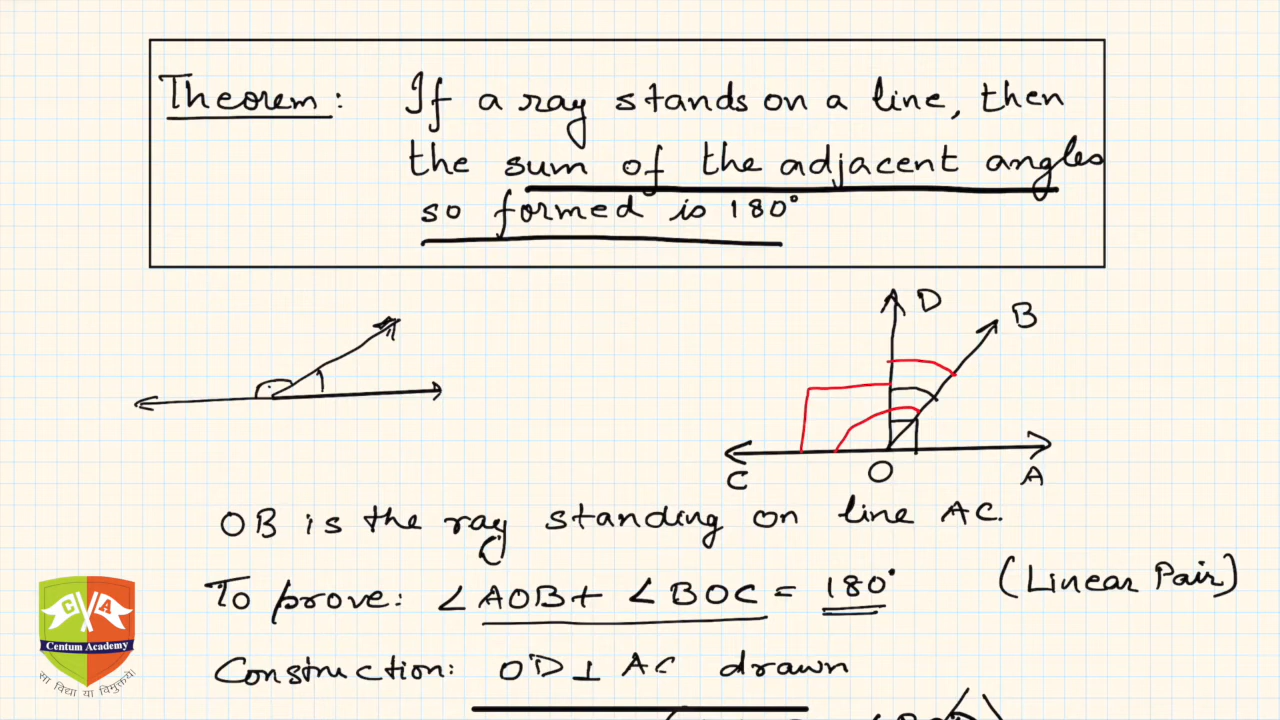 Theorem: If a ray stands on a line, then
the sum of the adjacent angles
so formed is 180°
D
B
C
O
A
OB is the ray standing on line AC.
To prove: ∠AOB + ∠BOC = 180° (Linear Pair)
Construction: OD ⊥ AC drawn
C A
Centum Academy
सा विद्या या विमुक्तये